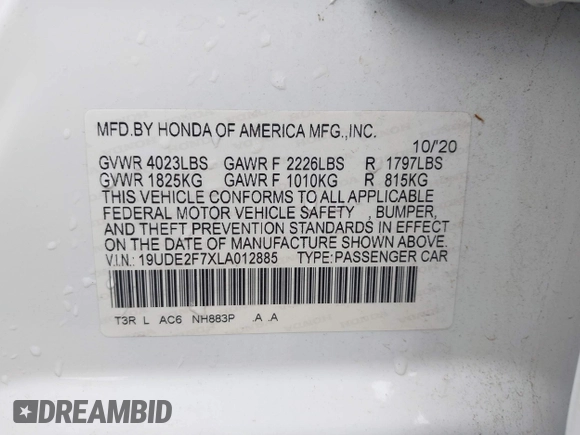 MFD.BY HONDA OF AMERICA MFG.,INC.
10/'20
GVWR 4023LBS GAWR F 2226LBS R 1797LBS
GVWR 1825KG GAWR F 1010KG R 815KG
THIS VEHICLE CONFORMS TO ALL APPLICABLE
FEDERAL MOTOR VEHICLE SAFETY , BUMPER,
AND THEFT PREVENTION STANDARDS IN EFFECT
ON THE DATE OF MANUFACTURE SHOWN ABOVE.
V.I.N.: 19UDE2F7XLA012885 TYPE:PASSENGER CAR
T3R L AC6 NH883P .A .A
DREAMBID